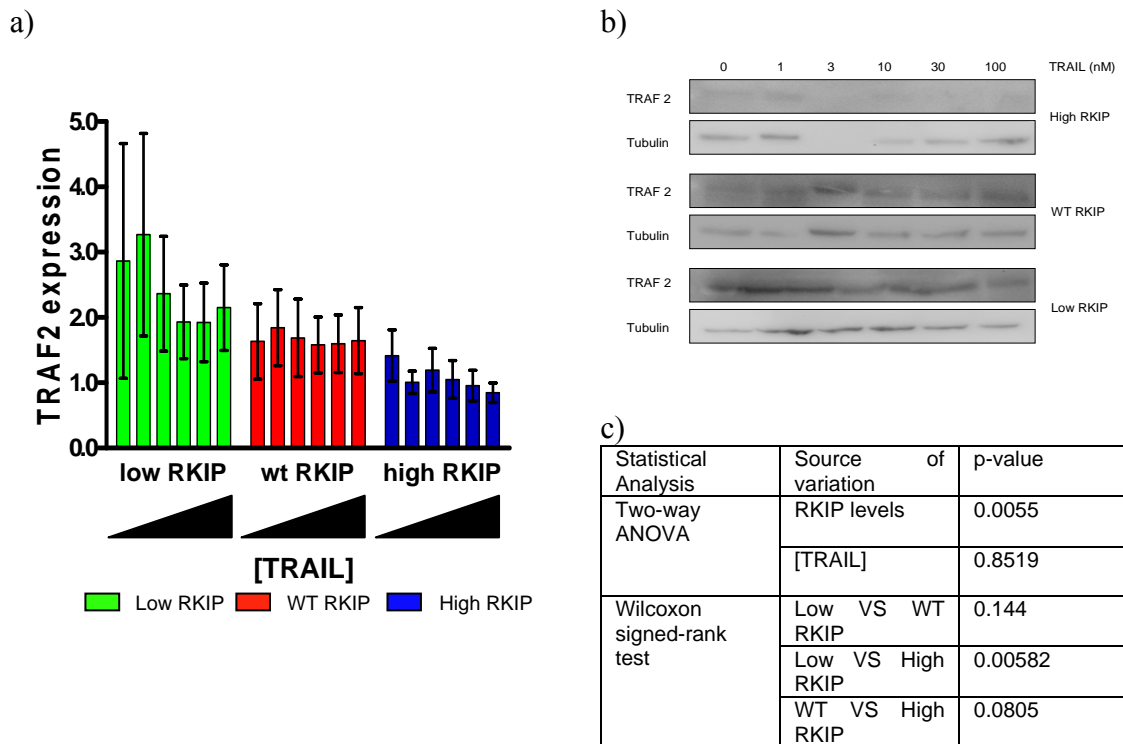 a)
5.0
4.0
3.0
2.0
1.0
0.0
TRAF2 expression
low RKIP wt RKIP high RKIP
[TRAIL]
Low RKIP WT RKIP High RKIP
b)
0 1 3 10 30 100 TRAIL (nM)
TRAF 2
High RKIP
Tubulin
TRAF 2
WT RKIP
Tubulin
TRAF 2
Low RKIP
Tubulin
c)
Statistical Analysis Source of variation p-value
Two-way ANOVA RKIP levels 0.0055
[TRAIL] 0.8519
Wilcoxon signed-rank test Low VS WT RKIP 0.144
Low VS High RKIP 0.00582
WT VS High RKIP 0.0805